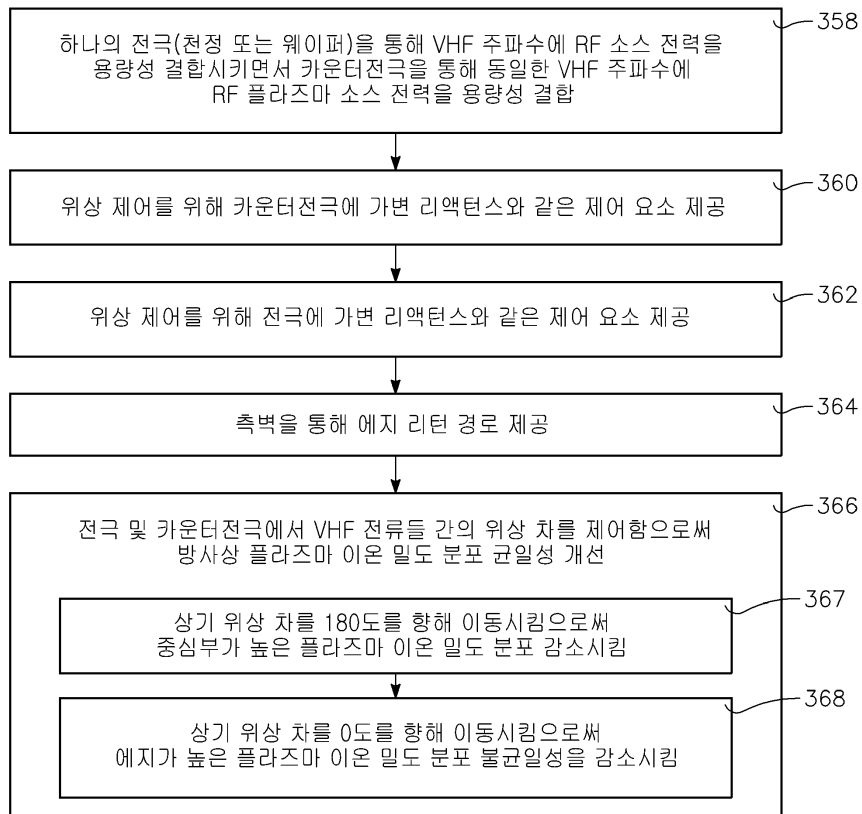 하나의 전극(천정 또는 웨이퍼)을 통해 VHF 주파수에 RF 소스 전력을
용량성 결합시키면서 카운터전극을 통해 동일한 VHF 주파수에
RF 플라즈마 소스 전력을 용량성 결합
358
위상 제어를 위해 카운터전극에 가변 리액턴스와 같은 제어 요소 제공
360
위상 제어를 위해 전극에 가변 리액턴스와 같은 제어 요소 제공
362
측벽을 통해 에지 리턴 경로 제공
364
전극 및 카운터전극에서 VHF 전류들 간의 위상 차를 제어함으로써
방사상 플라즈마 이온 밀도 분포 균일성 개선
366
상기 위상 차를 180도를 향해 이동시킴으로써
중심부가 높은 플라즈마 이온 밀도 분포 감소시킴
367
상기 위상 차를 0도를 향해 이동시킴으로써
에지가 높은 플라즈마 이온 밀도 분포 불균일성을 감소시킴
368